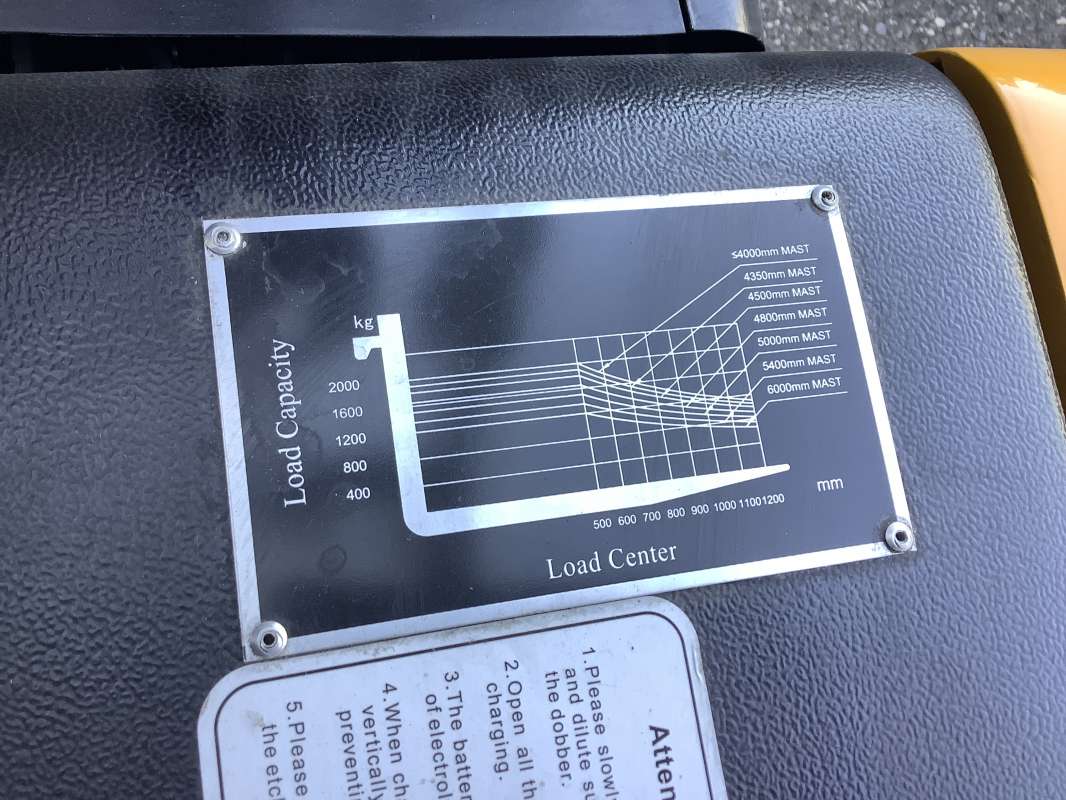 ≤4000mm MAST
4350mm MAST
4500mm MAST
4800mm MAST
5000mm MAST
5400mm MAST
6000mm MAST
kg
Load Capacity
2000
1600
1200
800
400
500 600 700 800 900 1000 1100 1200
mm
Load Center
Atten
1.Please slowl
and dilute su
the dobber.
2.Open all th
charging.
3.The batter
of electrol
4.When ch
vertically
preventi
5.Please
the etch